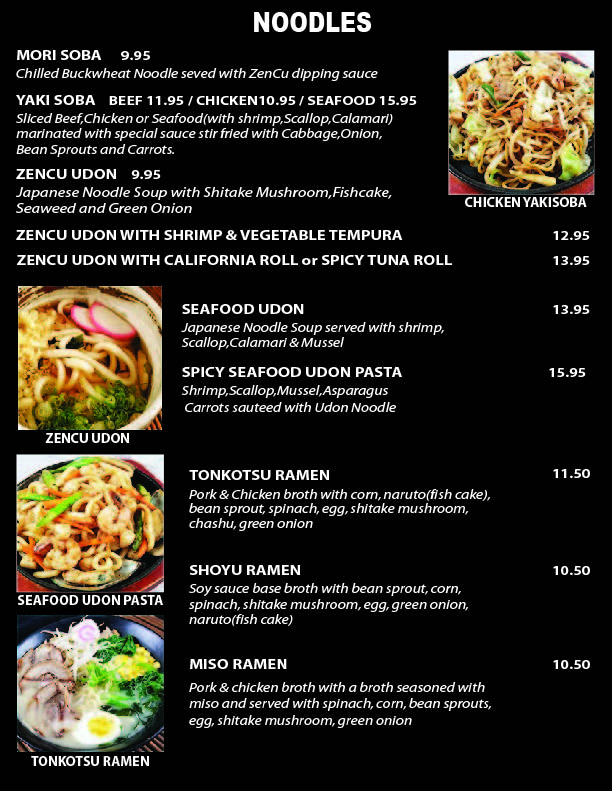 NOODLES
MORI SOBA 9.95
Chilled Buckwheat Noodle seved with ZenCu dipping sauce
YAKI SOBA BEEF 11.95 / CHICKEN10.95 / SEAFOOD 15.95
Sliced Beef,Chicken or Seafood(with shrimp,Scallop,Calamari)
marinated with special sauce stir fried with Cabbage,Onion,
Bean Sprouts and Carrots.
CHICKEN YAKISOBA
ZENCU UDON 9.95
Japanese Noodle Soup with Shitake Mushroom,Fishcake,
Seaweed and Green Onion
ZENCU UDON WITH SHRIMP & VEGETABLE TEMPURA 12.95
ZENCU UDON WITH CALIFORNIA ROLL or SPICY TUNA ROLL 13.95
SEAFOOD UDON 13.95
Japanese Noodle Soup served with shrimp,
Scallop,Calamari & Mussel
SPICY SEAFOOD UDON PASTA 15.95
Shrimp,Scallop,Mussel,Asparagus
Carrots sauteed with Udon Noodle
ZENCU UDON
TONKOTSU RAMEN 11.50
Pork & Chicken broth with corn, naruto(fish cake),
bean sprout, spinach, egg, shitake mushroom,
chashu, green onion
SEAFOOD UDON PASTA
SHOYU RAMEN 10.50
Soy sauce base broth with bean sprout, corn,
spinach, shitake mushroom, egg, green onion,
naruto(fish cake)
MISO RAMEN 10.50
Pork & chicken broth with a broth seasoned with
miso and served with spinach, corn, bean sprouts,
egg, shitake mushroom, green onion
TONKOTSU RAMEN